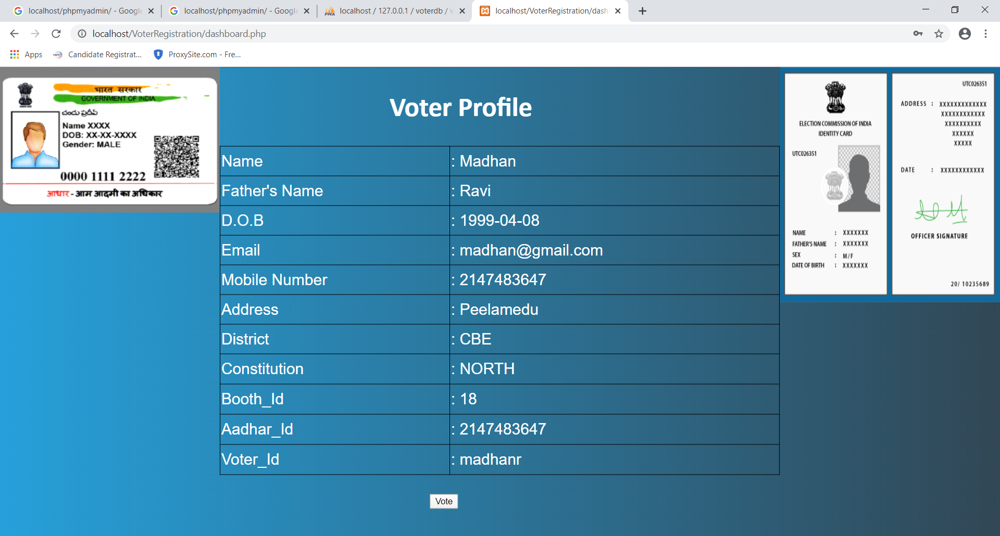 localhost/phpmyadmin/ - Google
localhost/phpmyadmin/ - Google
localhost / 127.0.0.1 / voterdb / v
localhost/VoterRegistration/dash
localhost/VoterRegistration/dashboard.php
Apps
Candidate Registrat...
ProxySite.com - Fre...
भारत सरकार
GOVERNMENT OF INDIA
చందు ప్రదీప్
Name XXXX
DOB: XX-XX-XXXX
Gender: MALE
0000 1111 2222
आधार - आम आदमी का अधिकार
Voter Profile
Name : Madhan
Father's Name : Ravi
D.O.B : 1999-04-08
Email : madhan@gmail.com
Mobile Number : 2147483647
Address : Peelamedu
District : CBE
Constitution : NORTH
Booth_Id : 18
Aadhar_Id : 2147483647
Voter_Id : madhanr
Vote
ELECTION COMMISSION OF INDIA
IDENTITY CARD
UTC026351
NAME : XXXXXXX
FATHER'S NAME : XXXXXXX
SEX : M/F
DATE OF BIRTH : XXXXXXX
UTC026351
ADDRESS : XXXXXXXXXXXXX
XXXXXXXXXXXX
XXXXXXXXXX
XXXXXX
XXXXX
DATE : XXXXXXXXXXXX
OFFICER SIGNATURE
20/ 10235689